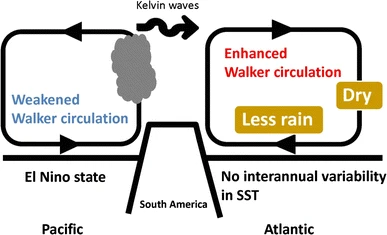 Kelvin waves
Enhanced
Walker circulation
Weakened
Walker circulation
Dry
Less rain
El Nino state
No interannual variability
in SST
South America
Pacific
Atlantic